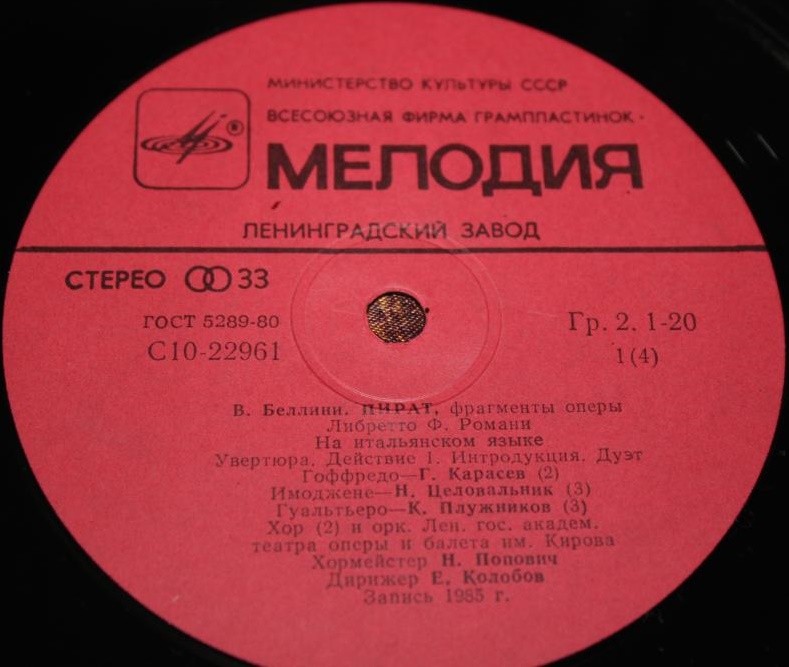 МИНИСТЕРСТВО КУЛЬТУРЫ СССР
ВСЕСОЮЗНАЯ ФИРМА ГРАМПЛАСТИНОК
®
МЕЛОДИЯ
ЛЕНИНГРАДСКИЙ ЗАВОД
СТЕРЕО 33
ГОСТ 5289-80
С10-22961
Гр. 2. 1-20
1(4)
В. Беллини. ПИРАТ, фрагменты оперы
Либретто Ф. Романи
На итальянском языке
Увертюра. Действие 1. Интродукция. Дуэт
Гоффредо—Г. Карасев (2)
Имоджене—Н. Целовальник (3)
Гуальтьеро—К. Плужников (3)
Хор (2) и орк. Лен. гос. академ.
театра оперы и балета им. Кирова
Хормейстер Н. Попович
Дирижер Е. Колобов
Запись 1985 г.